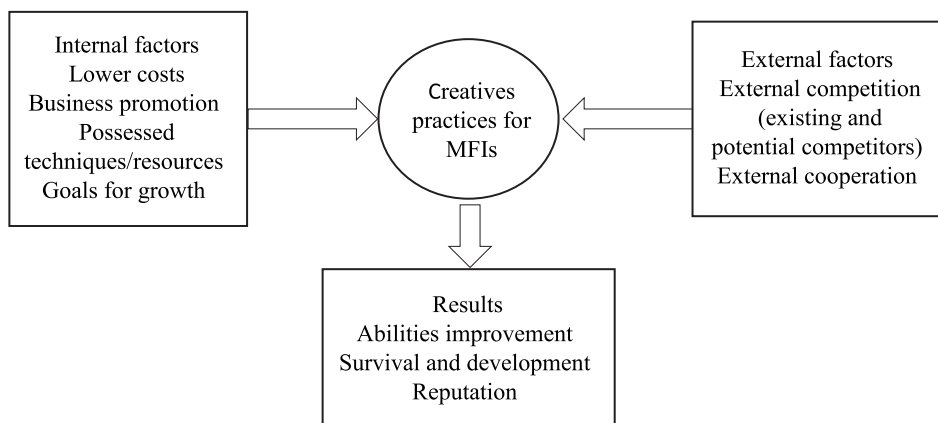 Internal factors
Lower costs
Business promotion
Possessed
techniques/resources
Goals for growth
Creatives
practices for
MFIs
External factors
External competition
(existing and
potential competitors)
External cooperation
Results
Abilities improvement
Survival and development
Reputation